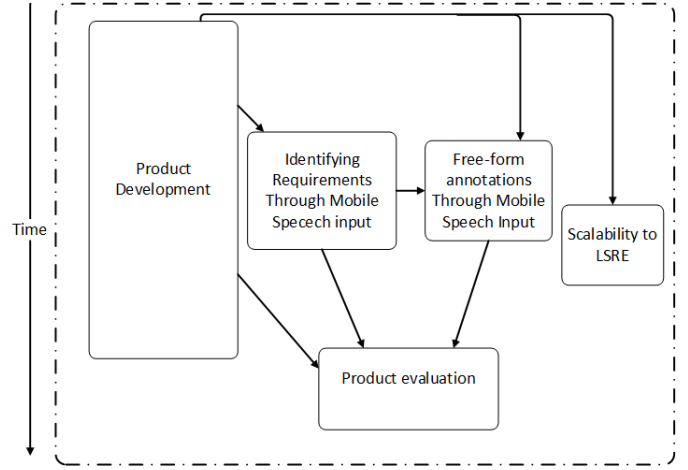 Time
Product
Development
Identifying
Requirements
Through Mobile
Specech input
Free-form
annotations
Through Mobile
Speech Input
Scalability to
LSRE
Product evaluation